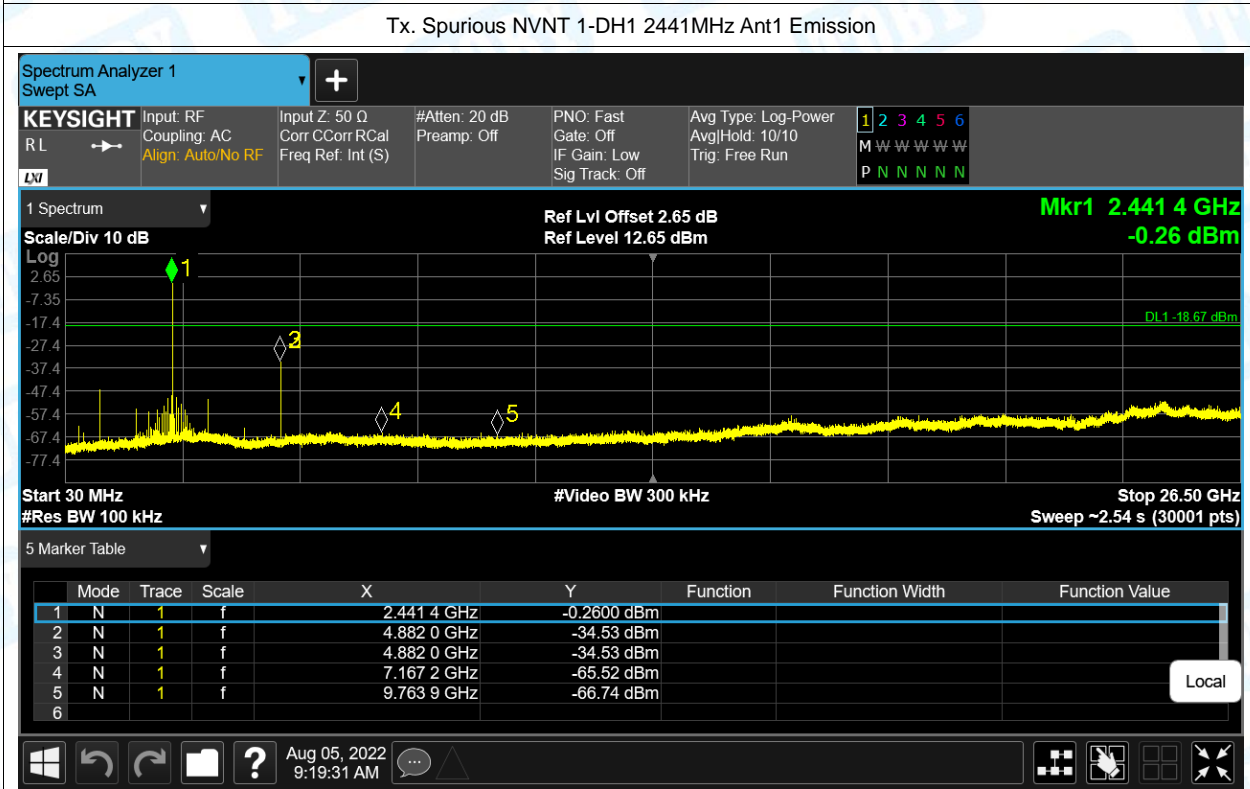 Tx. Spurious NVNT 1-DH1 2441MHz Ant1 Emission
Spectrum Analyzer 1
Swept SA
+
KEYSIGHT
RL
LXI
Input: RF
Coupling: AC
Align: Auto/No RF
Input Z: 50 Ω
Corr CCorr RCal
Freq Ref: Int (S)
#Atten: 20 dB
Preamp: Off
PNO: Fast
Gate: Off
IF Gain: Low
Sig Track: Off
Avg Type: Log-Power
Avg|Hold: 10/10
Trig: Free Run
1 2 3 4 5 6
M W W W W W
P N N N N N
1 Spectrum
Scale/Div 10 dB
Ref Lvl Offset 2.65 dB
Ref Level 12.65 dBm
Mkr1 2.441 4 GHz
-0.26 dBm
Log
2.65
-7.35
-17.4
-27.4
-37.4
-47.4
-57.4
-67.4
-77.4
1
4
5
DL1 -18.67 dBm
Start 30 MHz
#Res BW 100 kHz
#Video BW 300 kHz
Stop 26.50 GHz
Sweep ~2.54 s (30001 pts)
5 Marker Table
Mode Trace Scale X Y Function Function Width Function Value
1 N 1 f 2.441 4 GHz -0.2600 dBm
2 N 1 f 4.882 0 GHz -34.53 dBm
3 N 1 f 4.882 0 GHz -34.53 dBm
4 N 1 f 7.167 2 GHz -65.52 dBm
5 N 1 f 9.763 9 GHz -66.74 dBm
6
Local
?
Aug 05, 2022
9:19:31 AM